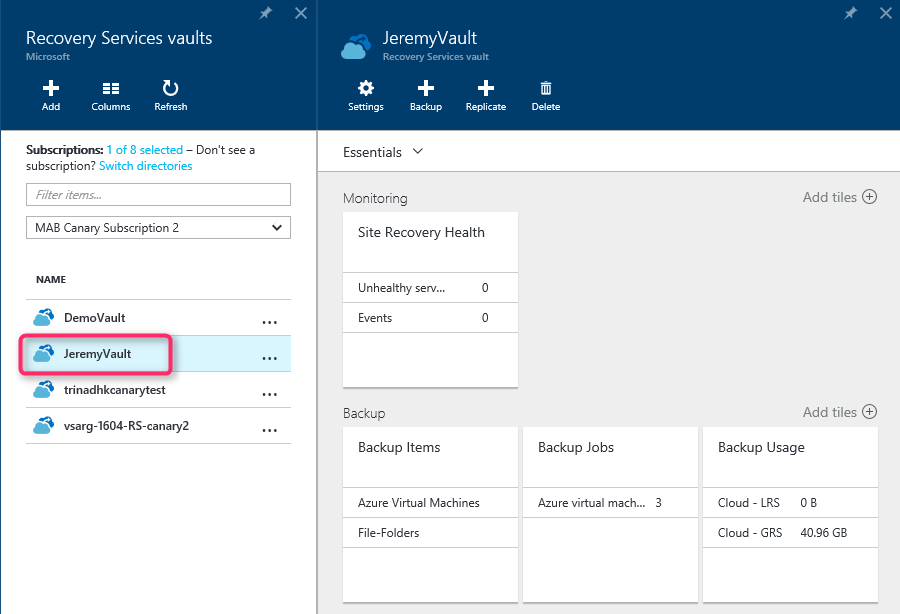 Recovery Services vaults
Microsoft
Add
Columns
Refresh
Subscriptions: 1 of 8 selected – Don't see a
subscription? Switch directories
Filter items...
MAB Canary Subscription 2
NAME
DemoVault
...
JeremyVault
...
trinadhkcanarytest
...
vsarg-1604-RS-canary2
...
JeremyVault
Recovery Services vault
Settings
Backup
Replicate
Delete
Essentials
Monitoring
Add tiles
Site Recovery Health
Unhealthy serv... 0
Events 0
Backup
Add tiles
Backup Items
Azure Virtual Machines
File-Folders
Backup Jobs
Azure virtual mach... 3
Backup Usage
Cloud - LRS 0 B
Cloud - GRS 40.96 GB